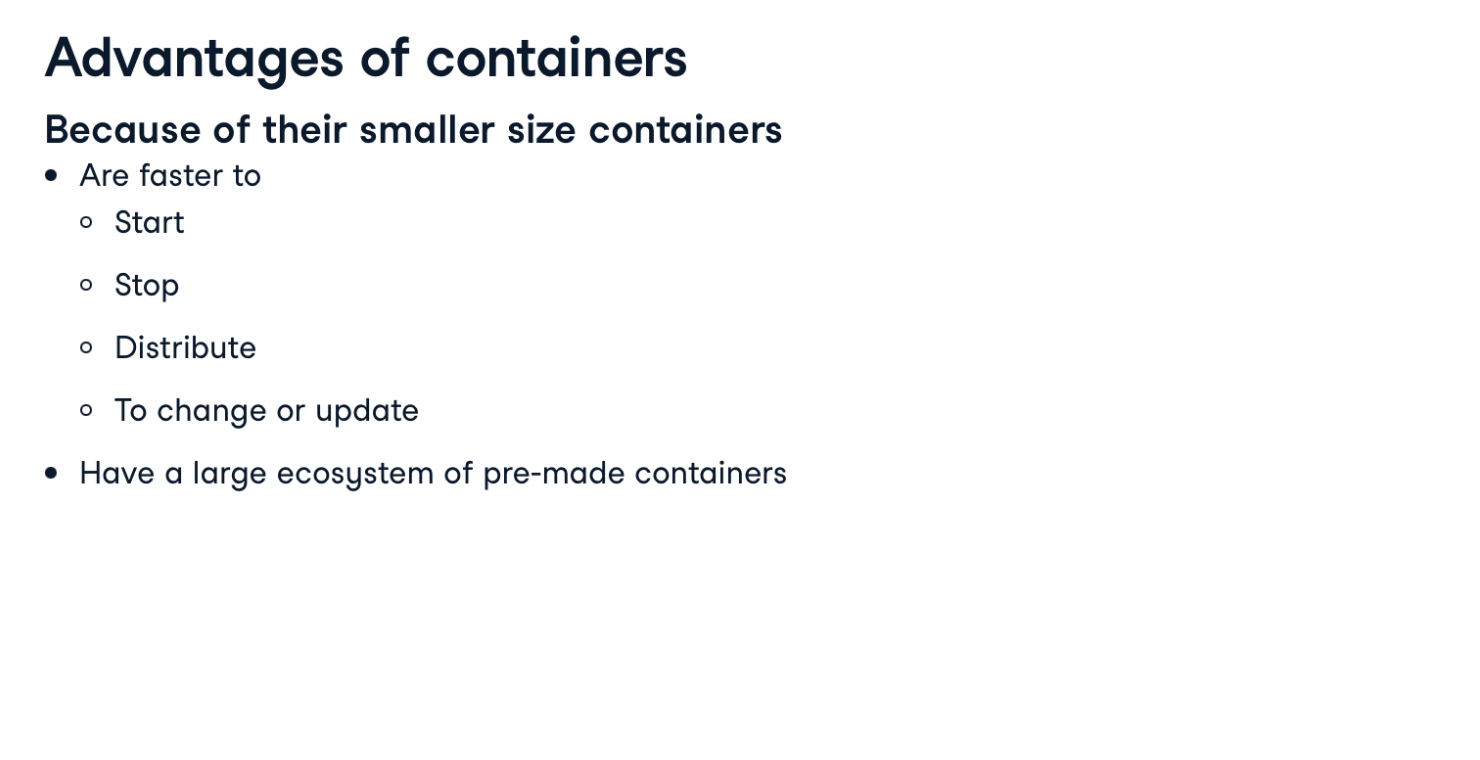 Advantages of containers
Because of their smaller size containers
Are faster to
Start
Stop
Distribute
To change or update
Have a large ecosystem of pre-made containers